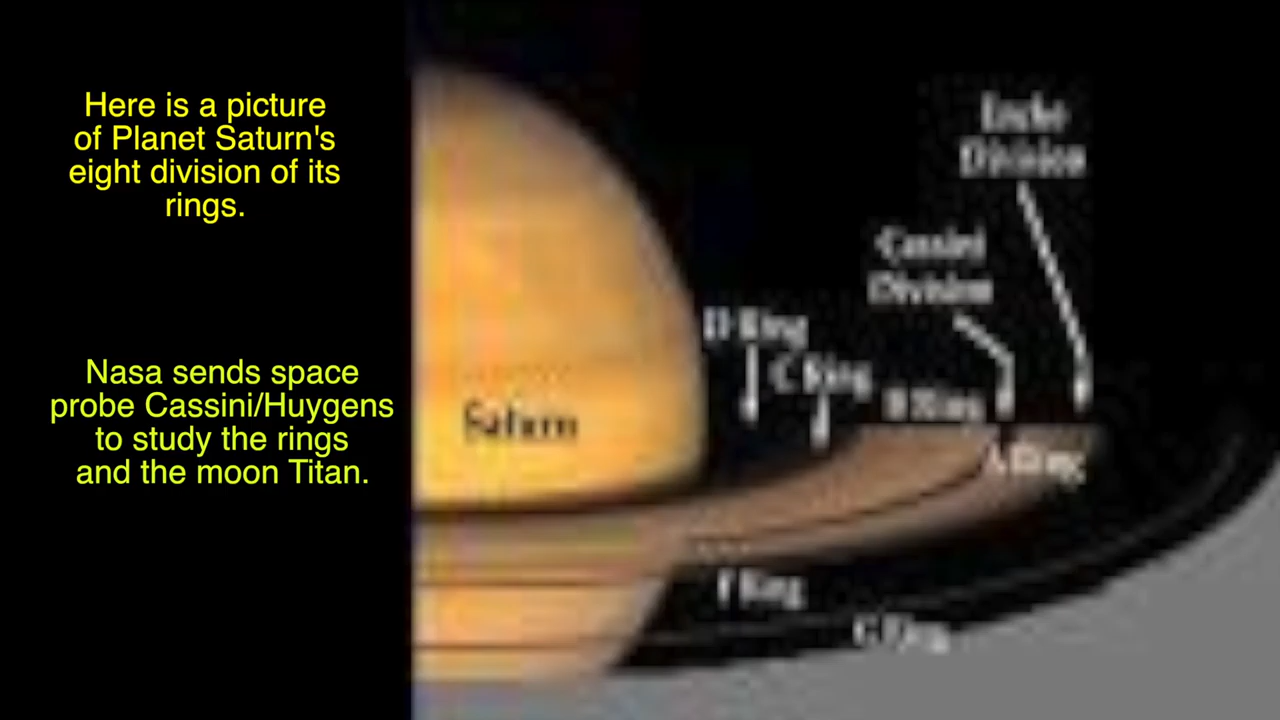 Here is a picture
of Planet Saturn's
eight division of its
rings.
Nasa sends space
probe Cassini/Huygens
to study the rings
and the moon Titan.
Encke
Division
Cassini
Division
D Ring
C Ring
B Ring
Saturn
A Ring
F Ring
G Ring